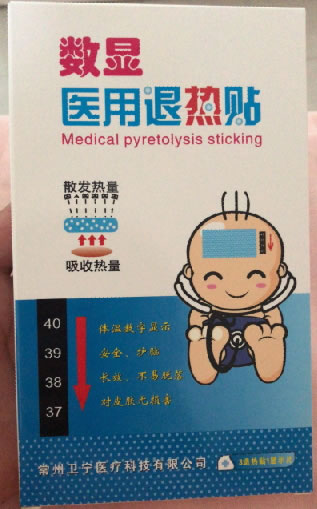 数显
医用退热贴
Medical pyretolysis sticking
散发热量
吸收热量
40
39
38
37
体温数字显示
安全、护脑
长效、不易脱落
对皮肤无损害
常州卫宁医疗科技有限公司